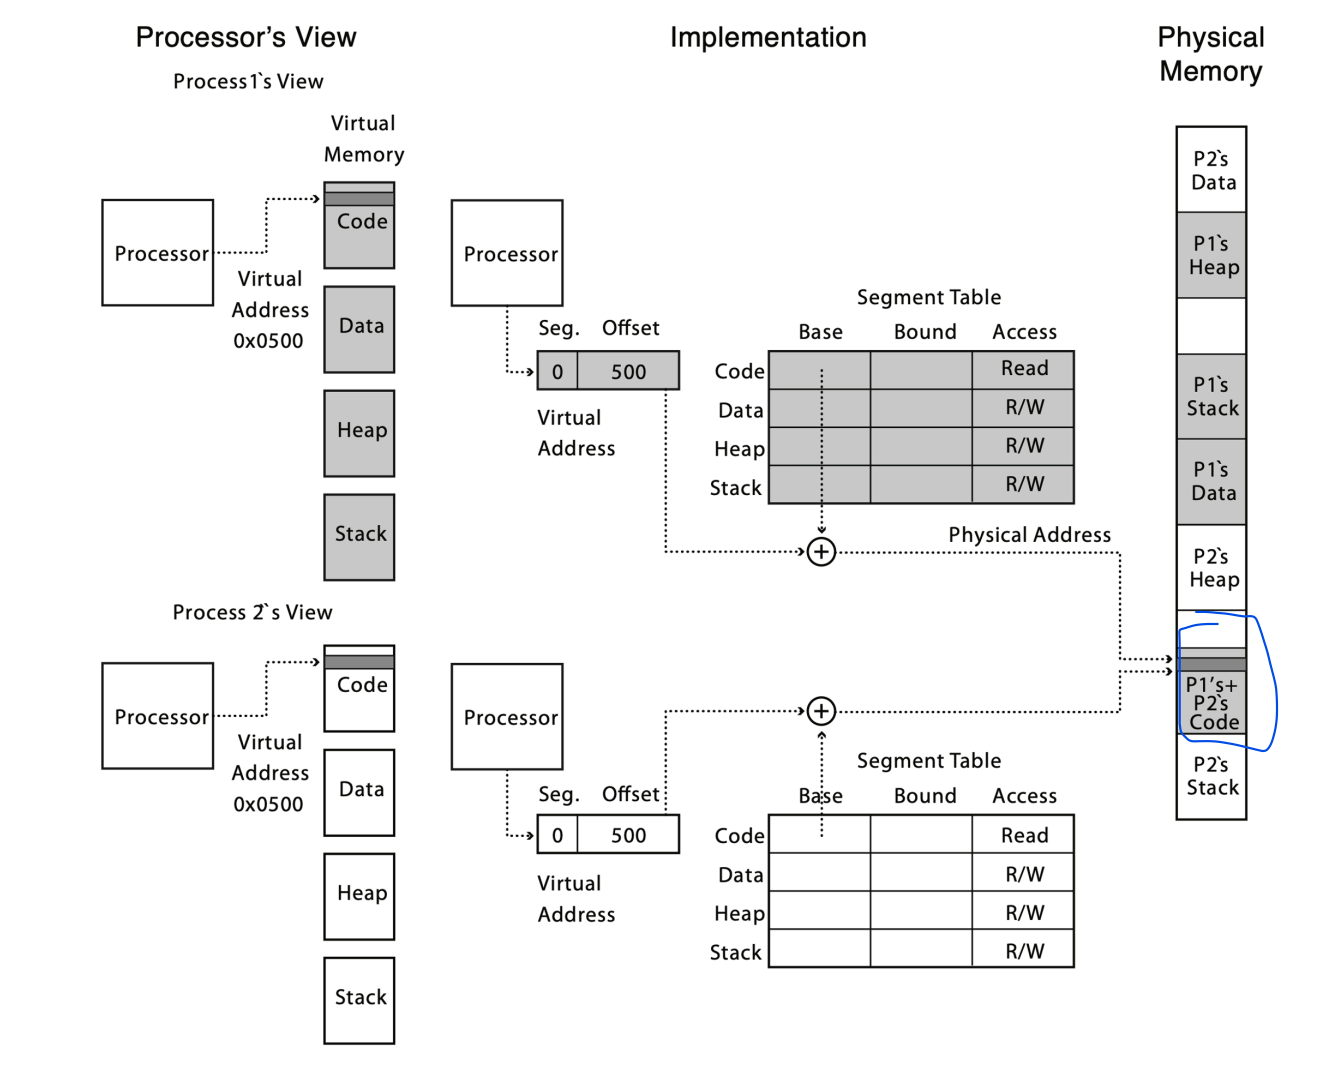 Processor's View
Implementation
Physical
Memory
Process1`s View
Virtual
Memory
Processor
Code
Virtual
Address
0x0500
Data
Heap
Stack
Processor
Seg. Offset
0 500
Virtual
Address
Segment Table
Base Bound Access
Code Read
Data R/W
Heap R/W
Stack R/W
+
Physical Address
Process 2`s View
Processor
Code
Virtual
Address
0x0500
Data
Heap
Stack
Processor
Seg. Offset
0 500
Virtual
Address
+
Segment Table
Base Bound Access
Code Read
Data R/W
Heap R/W
Stack R/W
P2`s
Data
P1`s
Heap
P1`s
Stack
P1`s
Data
P2`s
Heap
P1's+
P2`s
Code
P2`s
Stack